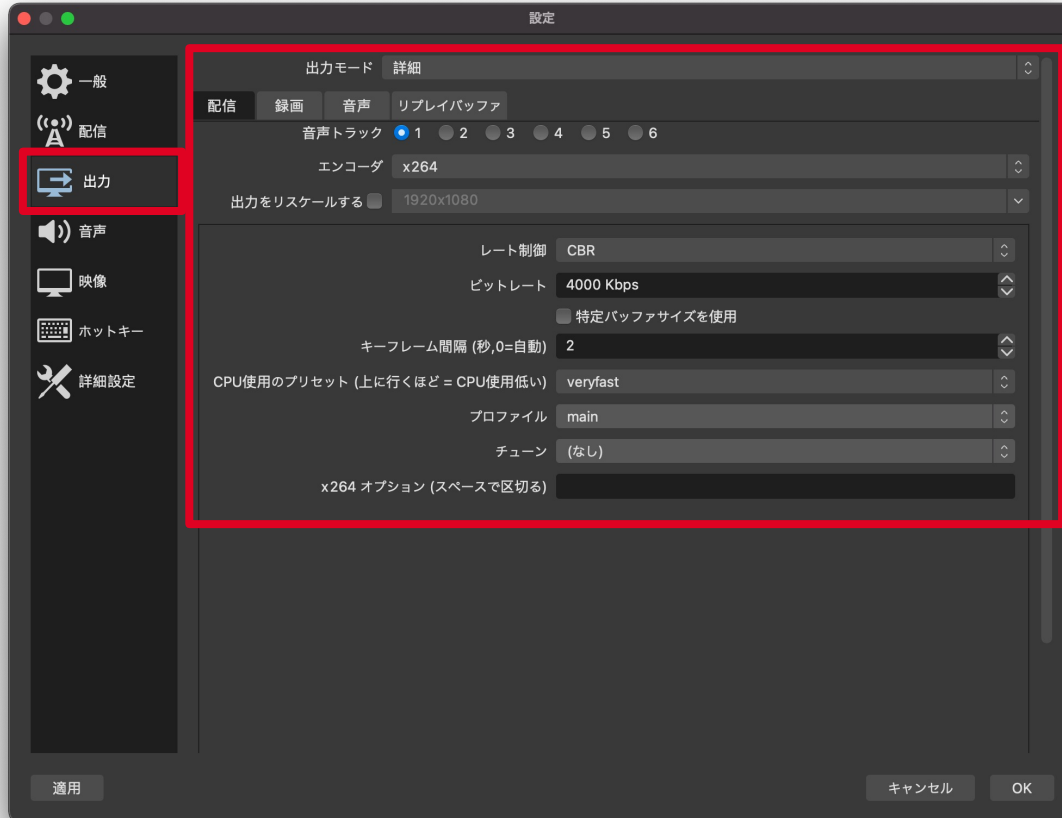 設定
一般
配信
出力
音声
映像
ホットキー
詳細設定
出力モード 詳細
配信 録画 音声 リプレイバッファ
音声トラック 1 2 3 4 5 6
エンコーダ x264
出力をリスケールする 1920x1080
レート制御 CBR
ビットレート 4000 Kbps
特定バッファサイズを使用
キーフレーム間隔 (秒,0=自動) 2
CPU使用のプリセット (上に行くほど = CPU使用低い) veryfast
プロファイル main
チューン (なし)
x264 オプション (スペースで区切る)
適用 キャンセル OK